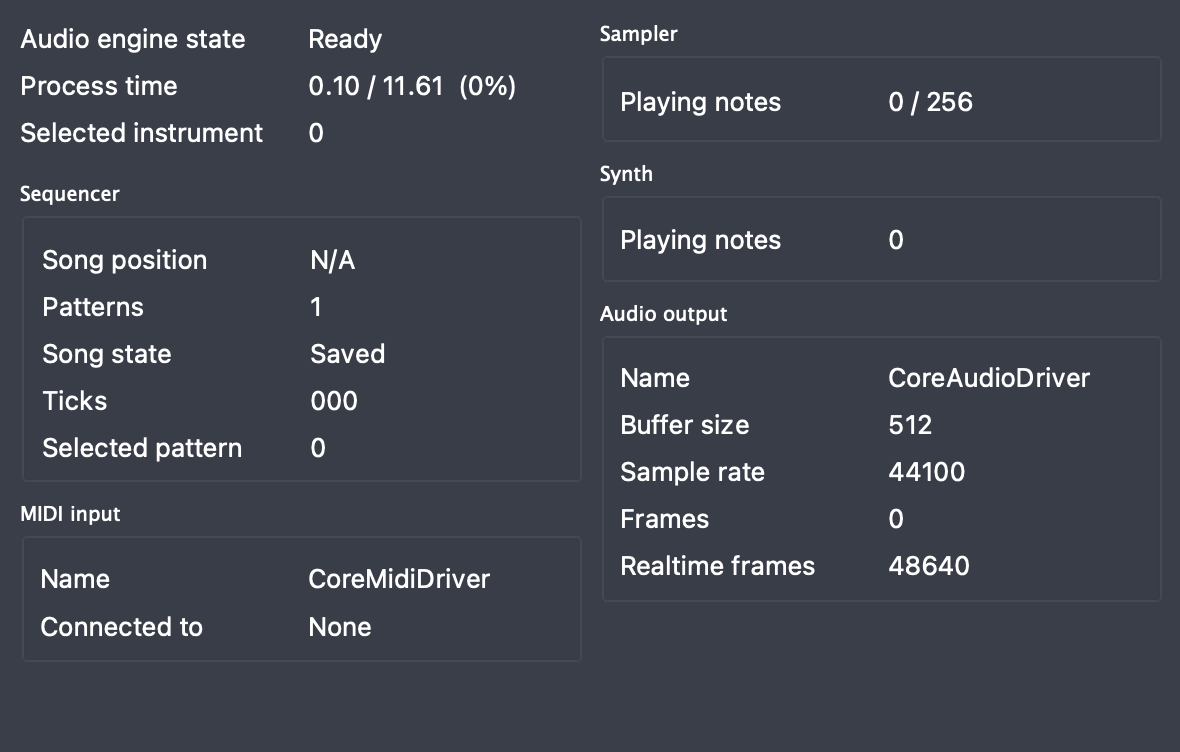 Audio engine state Ready
Process time 0.10 / 11.61 (0%)
Selected instrument 0
Sequencer
Song position N/A
Patterns 1
Song state Saved
Ticks 000
Selected pattern 0
MIDI input
Name CoreMidiDriver
Connected to None
Sampler
Playing notes 0 / 256
Synth
Playing notes 0
Audio output
Name CoreAudioDriver
Buffer size 512
Sample rate 44100
Frames 0
Realtime frames 48640